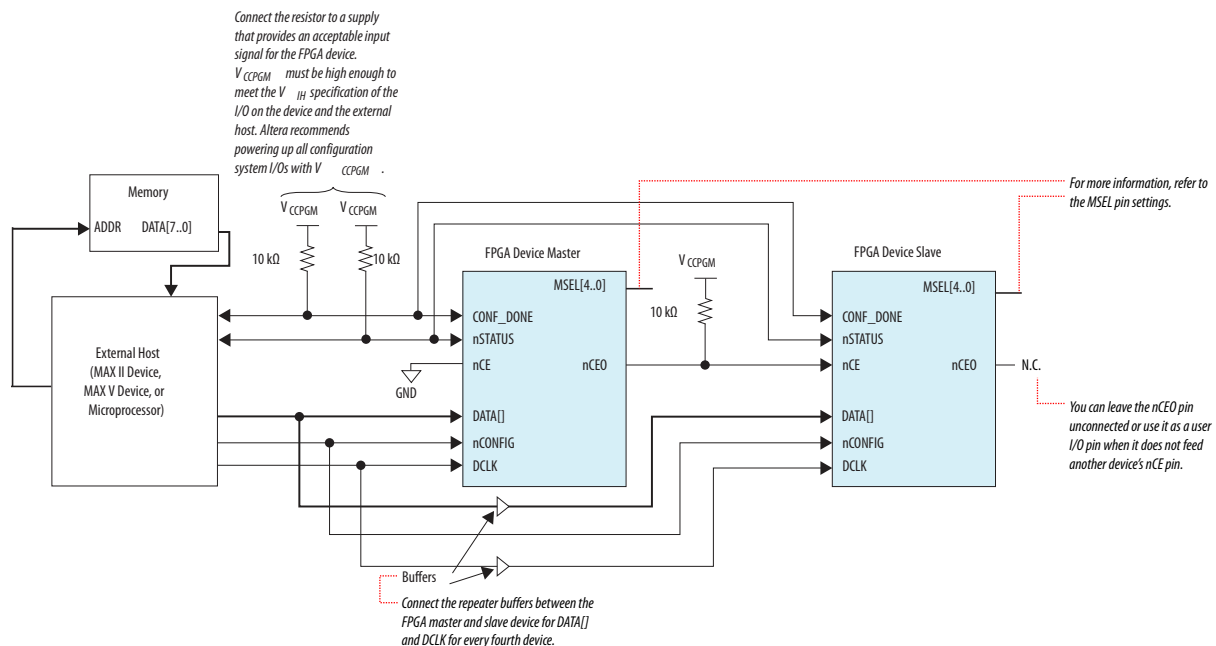 Connect the resistor to a supply
that provides an acceptable input
signal for the FPGA device.
V CCPGM must be high enough to
meet the V IH specification of the
I/O on the device and the external
host. Altera recommends
powering up all configuration
system I/Os with V CCPGM .
Memory
ADDR DATA[7..0]
V CCPGM V CCPGM
10 kΩ 10 kΩ
For more information, refer to
the MSEL pin settings.
External Host
(MAX II Device,
MAX V Device, or
Microprocessor)
GND
FPGA Device Master
MSEL[4..0]
CONF_DONE
nSTATUS
nCE nCEO
DATA[]
nCONFIG
DCLK
V CCPGM
10 kΩ
FPGA Device Slave
MSEL[4..0]
CONF_DONE
nSTATUS
nCE nCEO
DATA[]
nCONFIG
DCLK
N.C.
You can leave the nCEO pin
unconnected or use it as a user
I/O pin when it does not feed
another device's nCE pin.
Buffers
Connect the repeater buffers between the
FPGA master and slave device for DATA[]
and DCLK for every fourth device.